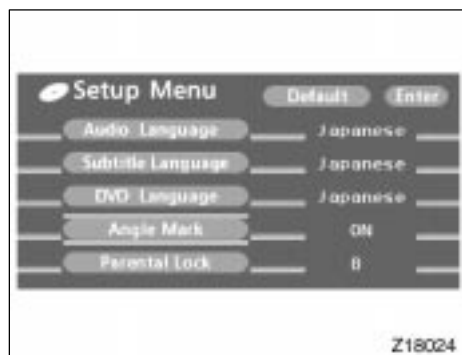 Setup Menu Default Enter
Audio Language Japanese
Subtitle Language Japanese
DVD Language Japanese
Angle Mark ON
Parental Lock 8
Z18024